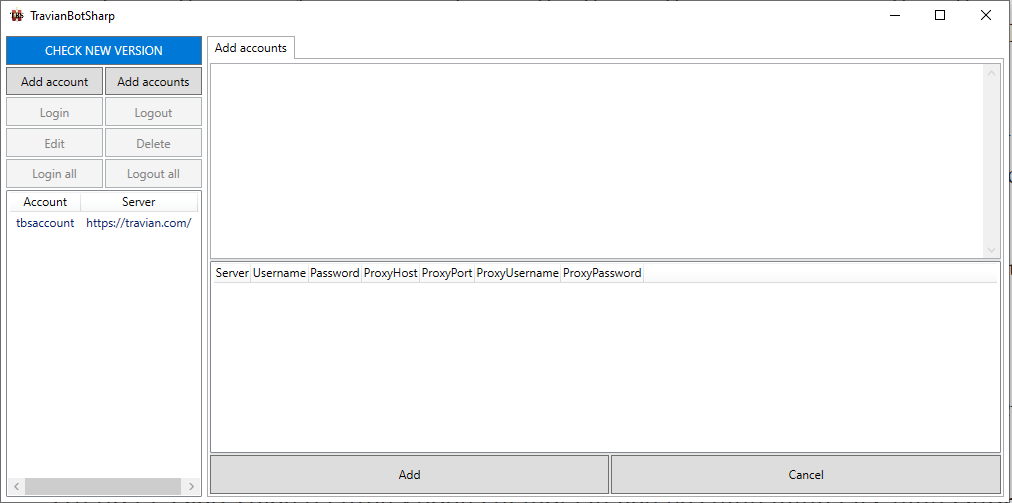 TravianBotSharp
CHECK NEW VERSION
Add account Add accounts
Login Logout
Edit Delete
Login all Logout all
Account Server
tbsaccount https://travian.com/
Add accounts
Server Username Password ProxyHost ProxyPort ProxyUsername ProxyPassword
Add Cancel